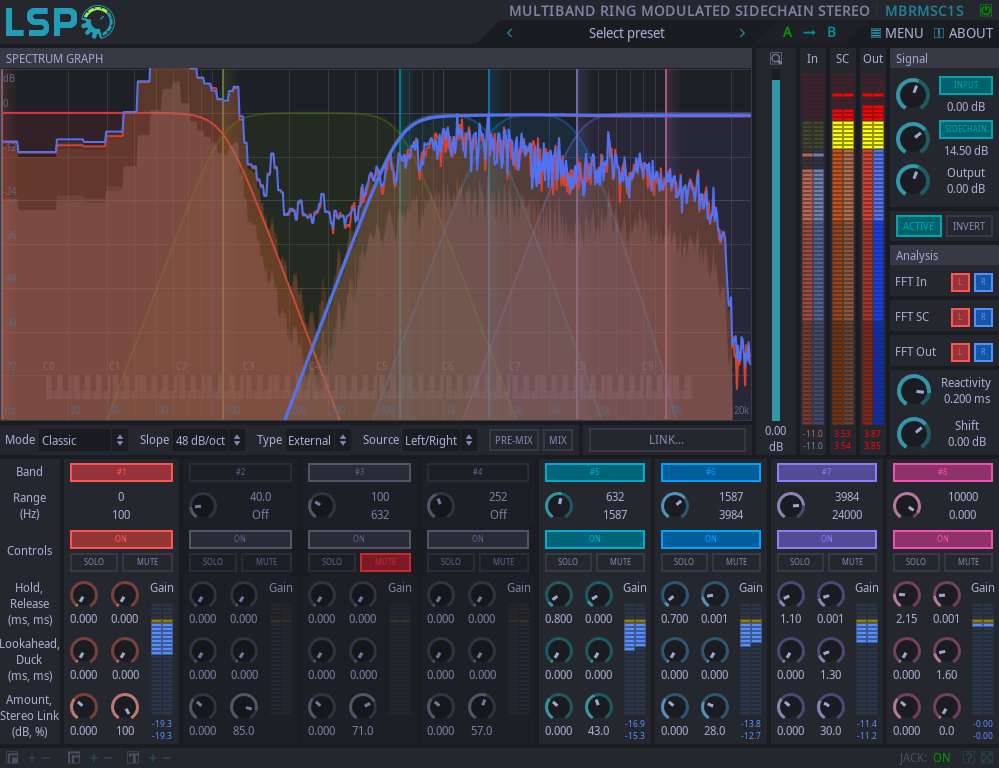 LSP
MULTIBAND RING MODULATED SIDECHAIN STEREO MBRMSC1S
Select preset
A B MENU ABOUT
SPECTRUM GRAPH
In SC Out Signal
dB
0
-12
-24
-36
-48
-60
-72
C0 C1 C2 C3 C4 C5 C6 C7 C8 C9
20 20k
INPUT
0.00 dB
SIDECHAIN
14.50 dB
Output
0.00 dB
ACTIVE INVERT
Analysis
FFT In L R
FFT SC L R
FFT Out L R
Reactivity
0.200 ms
Shift
0.00 dB
0.00
dB
-11.0 3.53 3.87
-11.0 3.54 3.85
Mode Classic Slope 48 dB/oct Type External Source Left/Right PRE-MIX MIX LINK...
Band #1 #2 #3 #4 #5 #6 #7 #8
Range
(Hz)
0 40.0 100 252 632 1587 3984 10000
100 Off 632 Off 1587 3984 24000 0.000
Controls
ON ON ON ON ON ON ON ON
SOLO MUTE SOLO MUTE SOLO MUTE SOLO MUTE SOLO MUTE SOLO MUTE SOLO MUTE SOLO MUTE
Hold,
Release
(ms, ms)
Gain Gain Gain Gain Gain Gain Gain Gain
0.000 0.000 0.000 0.000 0.000 0.000 0.000 0.000 0.800 0.000 0.700 0.001 1.10 0.001 2.15 0.001
Lookahead,
Duck
(ms, ms)
0.000 0.000 0.000 0.000 0.000 0.000 0.000 0.000 0.000 0.000 0.000 0.000 0.000 1.30 0.000 1.60
Amount,
Stereo Link
(dB, %)
0.000 100 0.000 85.0 0.000 71.0 0.000 57.0 0.000 43.0 0.000 28.0 0.000 30.0 0.000 0.0
-19.3 -16.9 -13.8 -11.4 -0.00
-19.3 -15.3 -12.7 -11.2 -0.00
JACK: ON